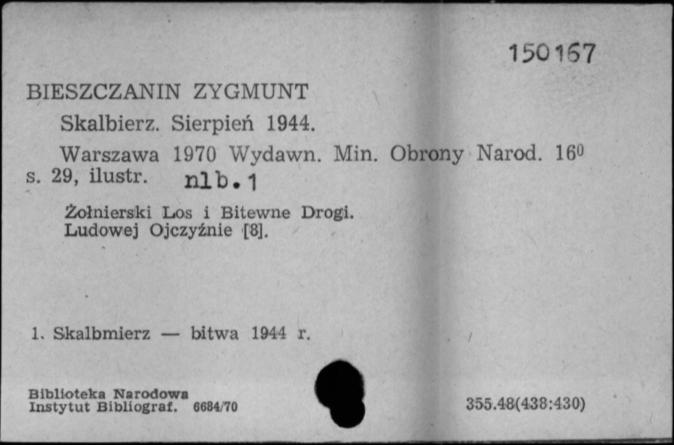 150167
BIESZCZANIN ZYGMUNT
Skalbierz. Sierpień 1944.
Warszawa 1970 Wydawn. Min. Obrony Narod. 16⁰
s. 29, ilustr. nlb.1
Żołnierski Los i Bitewne Drogi.
Ludowej Ojczyźnie [8].
1. Skalbmierz — bitwa 1944 r.
Biblioteka Narodowa
Instytut Bibliograf. 6684/70
355.48(438:430)